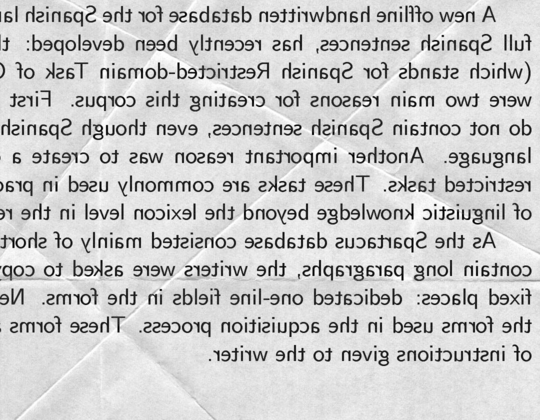 A new offline handwritten database for the Spanish
full Spanish sentences, has recently been developed:
(which stands for Spanish Restricted-domain Task of
were two main reasons for creating this corpus. First
do not contain Spanish sentences, even though Spanish
language. Another important reason was to create a
restricted tasks. These tasks are commonly used in
of linguistic knowledge beyond the lexicon level in the
As the Spartacus database consisted mainly of short
contain long paragraphs, the writers were asked to copy
fixed places: dedicated one-line fields in the forms.
the forms used in the acquisition process. These forms
of instructions given to the writer.